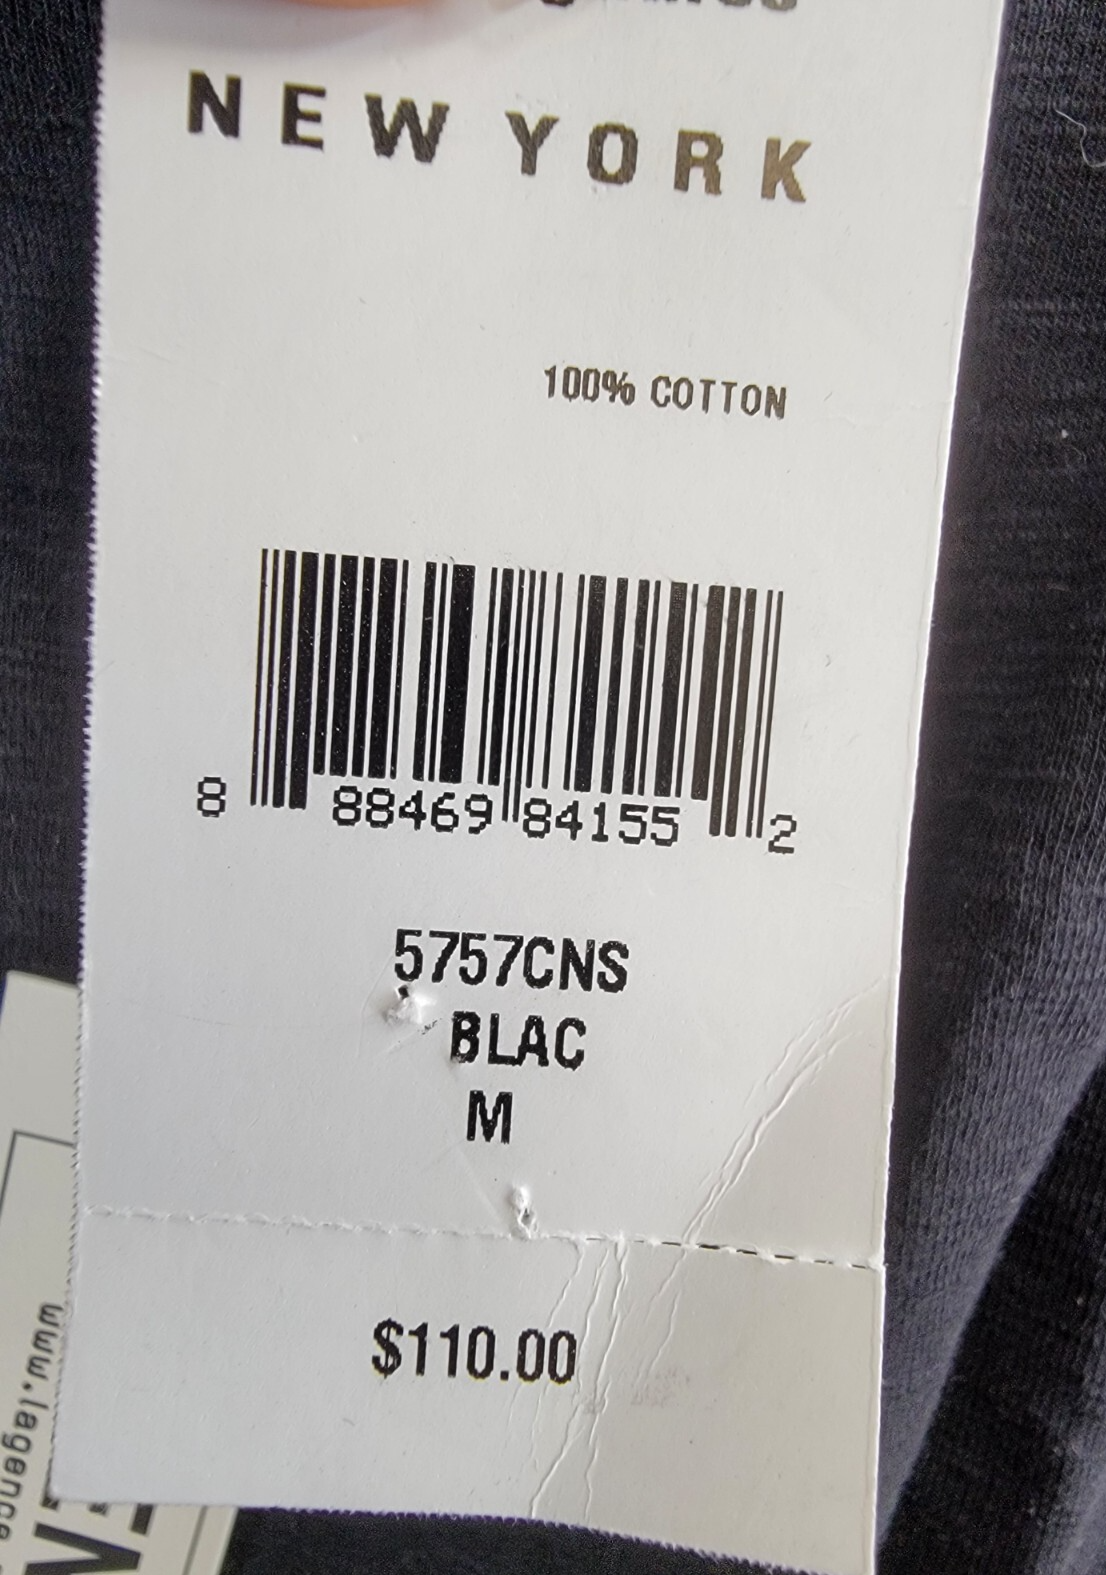 NEW YORK
100% COTTON
8 88469 84155 2
5757CNS
BLAC
M
$110.00
www.lagence